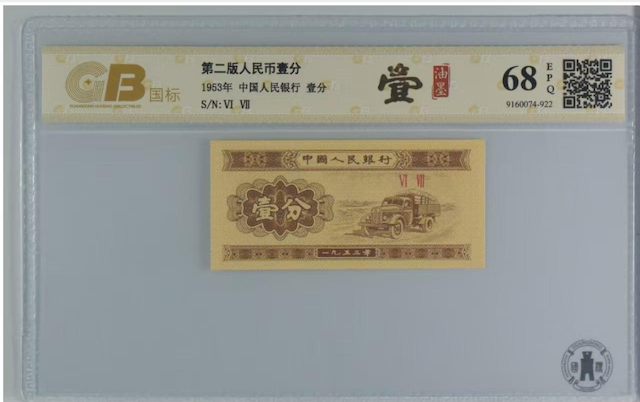 GB 国标
第二版人民币壹分
1953年 中国人民银行 壹分
S/N: VI VII
壹 油墨
68 EPQ
9160074-922
中國人民銀行
VI VII
壹分
一九五三年